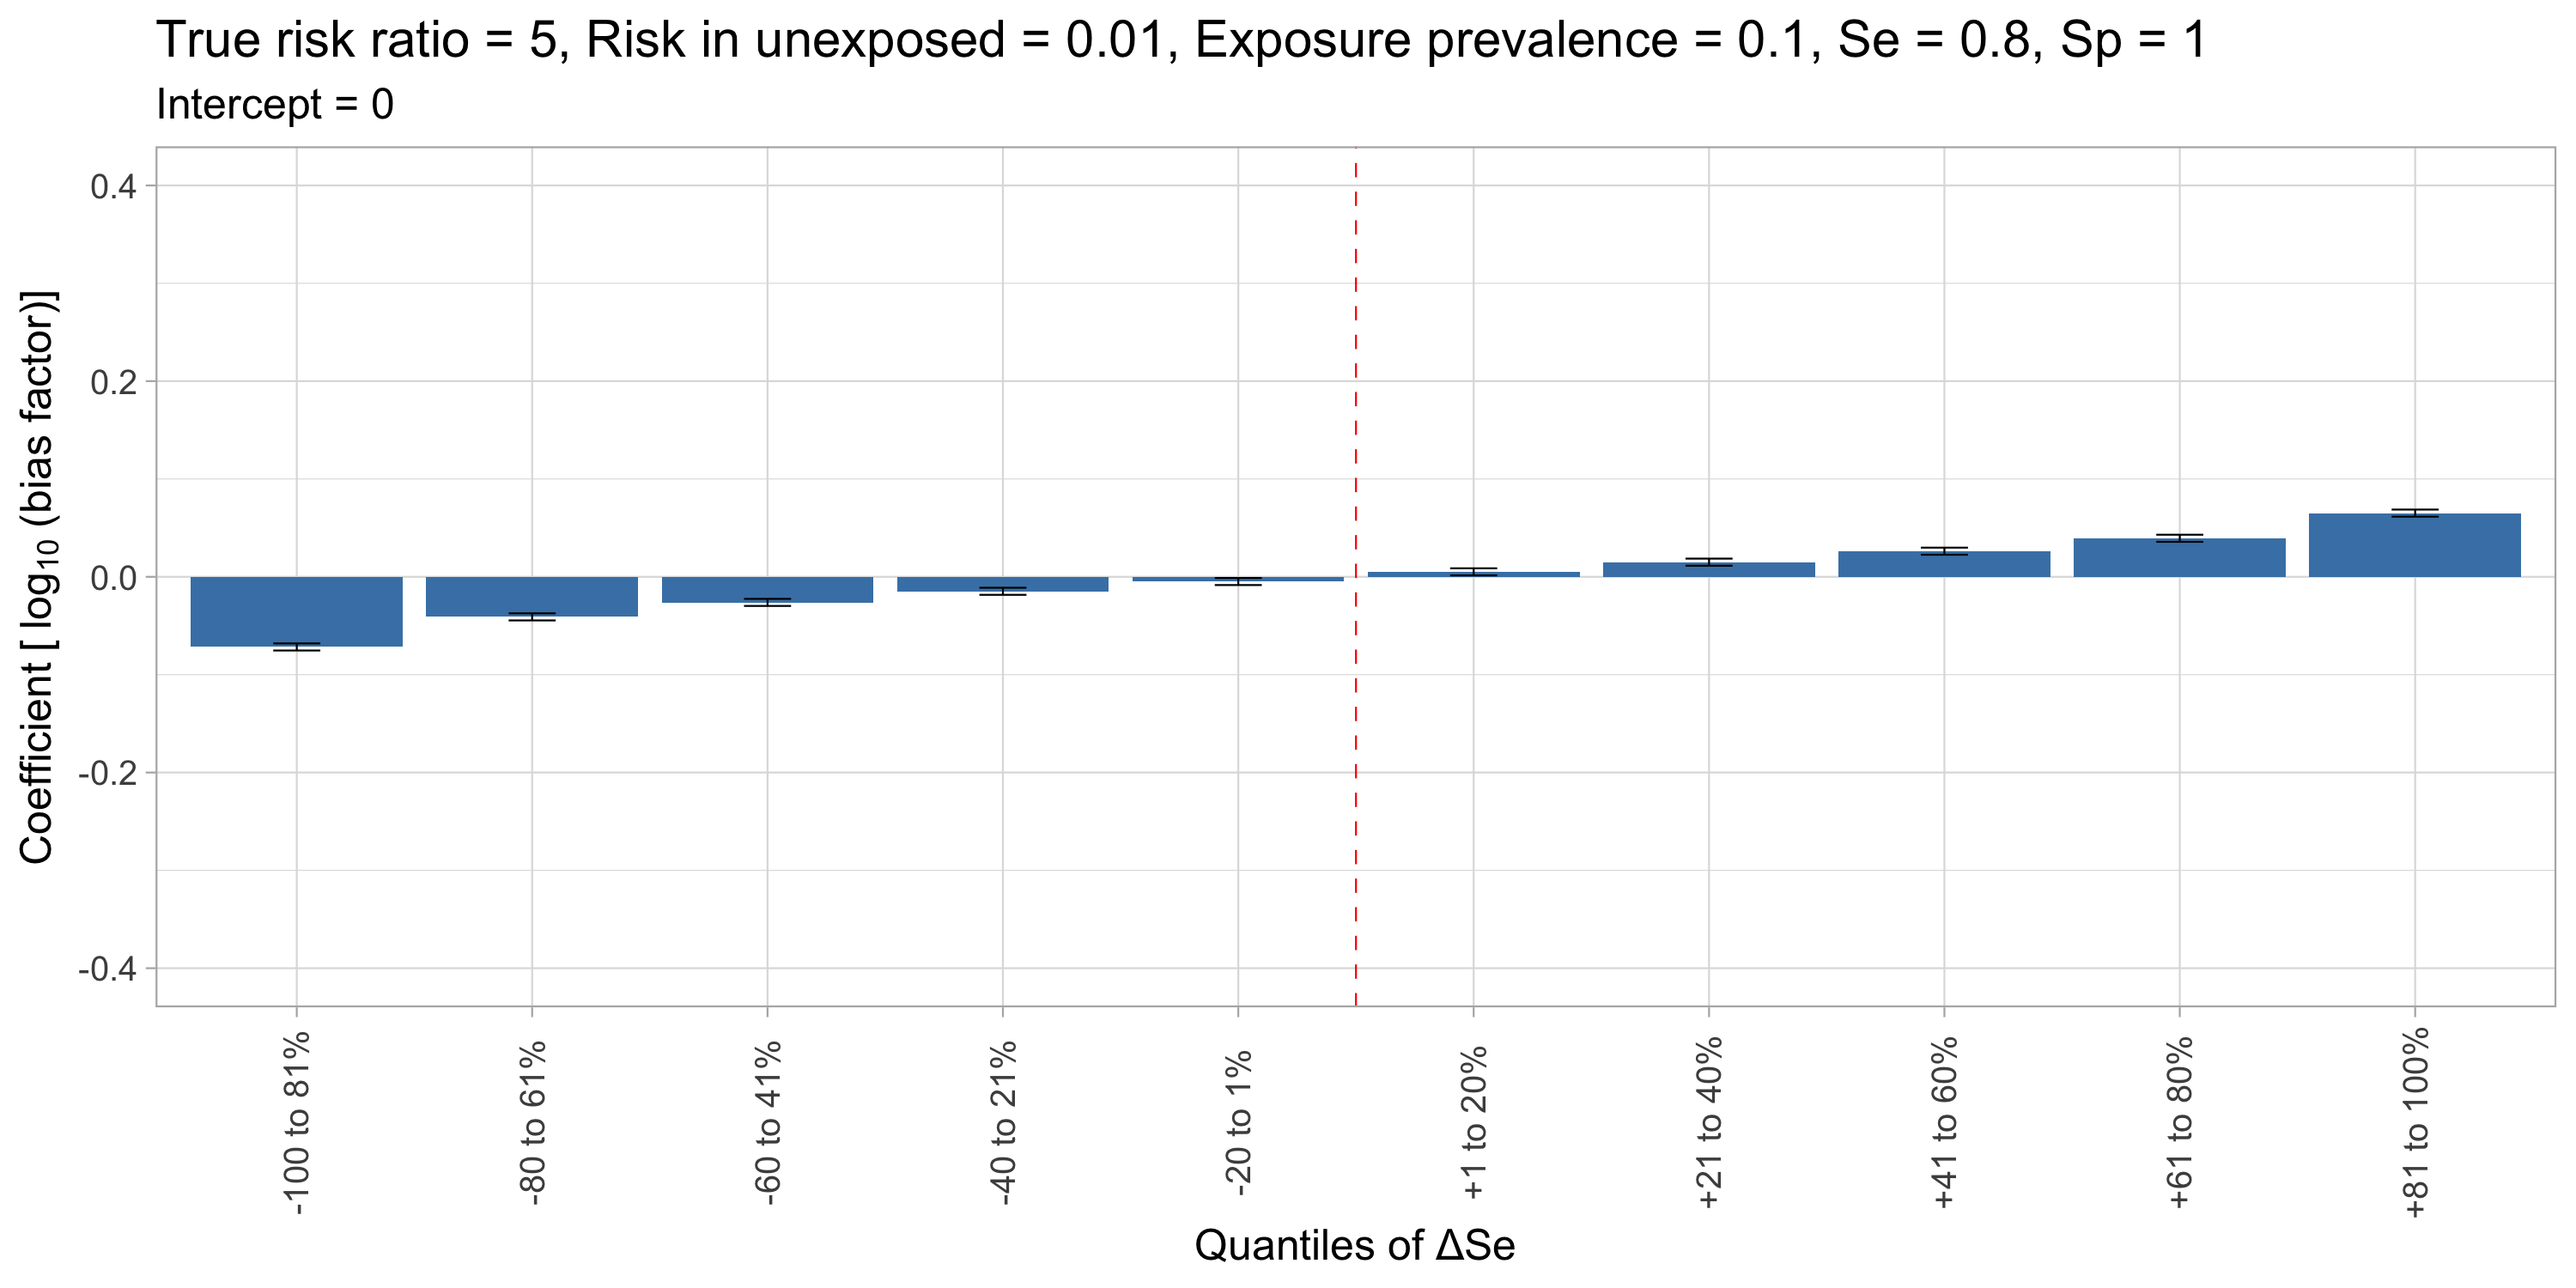 True risk ratio = 5, Risk in unexposed = 0.01, Exposure prevalence = 0.1, Se = 0.8, Sp = 1
Intercept = 0
Coefficient [ log₁₀ (bias factor)]
0.4
0.2
0.0
-0.2
-0.4
-100 to 81%
-80 to 61%
-60 to 41%
-40 to 21%
-20 to 1%
+1 to 20%
+21 to 40%
+41 to 60%
+61 to 80%
+81 to 100%
Quantiles of ΔSe